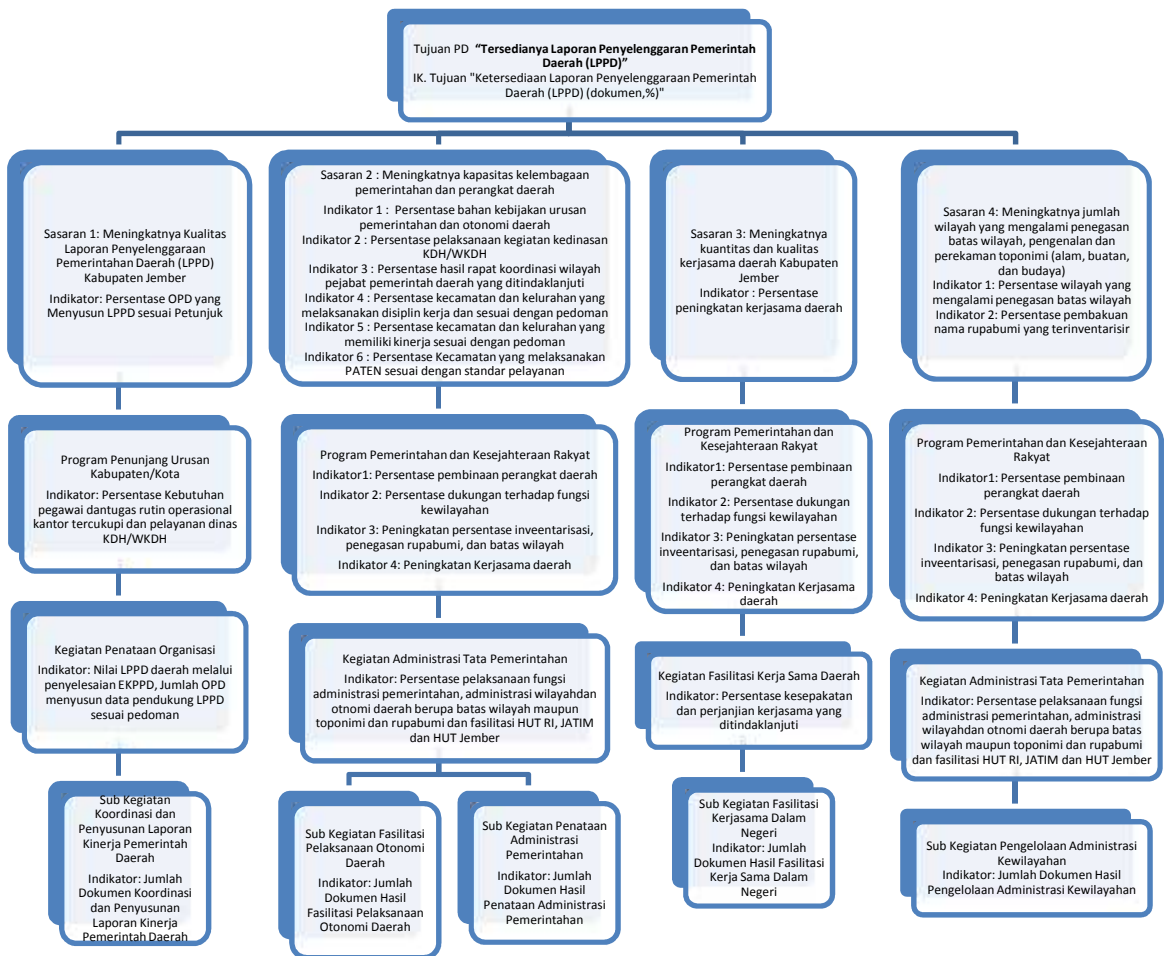 Tujuan PD “Tersedianya Laporan Penyelenggaran Pemerintah
Daerah (LPPD)”
IK. Tujuan "Ketersediaan Laporan Penyelenggaraan Pemerintah
Daerah (LPPD) (dokumen,%)"
Sasaran 1: Meningkatnya Kualitas
Laporan Penyelenggaraan
Pemerintahan Daerah (LPPD)
Kabupaten Jember
Indikator: Persentase OPD yang
Menyusun LPPD sesuai Petunjuk
Sasaran 2 : Meningkatnya kapasitas kelembagaan
pemerintahan dan perangkat daerah
Indikator 1 : Persentase bahan kebijakan urusan
pemerintahan dan otonomi daerah
Indikator 2 : Persentase pelaksanaan kegiatan kedinasan
KDH/WKDH
Indikator 3 : Persentase hasil rapat koordinasi wilayah
pejabat pemerintah daerah yang ditindaklanjuti
Indikator 4 : Persentase kecamatan dan kelurahan yang
melaksanakan disiplin kerja dan sesuai dengan pedoman
Indikator 5 : Persentase kecamatan dan kelurahan yang
memiliki kinerja sesuai dengan pedoman
Indikator 6 : Persentase Kecamatan yang melaksanakan
PATEN sesuai dengan standar pelayanan
Sasaran 3: Meningkatnya
kuantitas dan kualitas
kerjasama daerah Kabupaten
Jember
Indikator : Persentase
peningkatan kerjasama daerah
Sasaran 4: Meningkatnya jumlah
wilayah yang mengalami penegasan
batas wilayah, pengenalan dan
perekaman toponimi (alam, buatan,
dan budaya)
Indikator 1: Persentase wilayah yang
mengalami penegasan batas wilayah
Indikator 2: Persentase pembakuan
nama rupabumi yang terinventarisir
Program Penunjang Urusan
Kabupaten/Kota
Indikator: Persentase Kebutuhan
pegawai dantugas rutin operasional
kantor tercukupi dan pelayanan dinas
KDH/WKDH
Program Pemerintahan dan Kesejahteraan Rakyat
Indikator1: Persentase pembinaan perangkat daerah
Indikator 2: Persentase dukungan terhadap fungsi
kewilayahan
Indikator 3: Peningkatan persentase inveentarisasi,
penegasan rupabumi, dan batas wilayah
Indikator 4: Peningkatan Kerjasama daerah
Program Pemerintahan dan
Kesejahteraan Rakyat
Indikator1: Persentase pembinaan
perangkat daerah
Indikator 2: Persentase dukungan
terhadap fungsi kewilayahan
Indikator 3: Peningkatan persentase
inveentarisasi, penegasan rupabumi,
dan batas wilayah
Indikator 4: Peningkatan Kerjasama
daerah
Program Pemerintahan dan Kesejahteraan
Rakyat
Indikator1: Persentase pembinaan
perangkat daerah
Indikator 2: Persentase dukungan terhadap
fungsi kewilayahan
Indikator 3: Peningkatan persentase
inveentarisasi, penegasan rupabumi, dan
batas wilayah
Indikator 4: Peningkatan Kerjasama daerah
Kegiatan Penataan Organisasi
Indikator: Nilai LPPD daerah melalui
penyelesaian EKPPD, Jumlah OPD
menyusun data pendukung LPPD
sesuai pedoman
Kegiatan Administrasi Tata Pemerintahan
Indikator: Persentase pelaksanaan fungsi
administrasi pemerintahan, administrasi wilayahdan
otnomi daerah berupa batas wilayah maupun
toponimi dan rupabumi dan fasilitasi HUT RI, JATIM
dan HUT Jember
Kegiatan Fasilitasi Kerja Sama Daerah
Indikator: Persentase kesepakatan
dan perjanjian kerjasama yang
ditindaklanjuti
Kegiatan Administrasi Tata Pemerintahan
Indikator: Persentase pelaksanaan fungsi
administrasi pemerintahan, administrasi
wilayahdan otnomi daerah berupa batas
wilayah maupun toponimi dan rupabumi
dan fasilitasi HUT RI, JATIM dan HUT Jember
Sub Kegiatan
Koordinasi dan
Penyusunan Laporan
Kinerja Pemerintah
Daerah
Indikator: Jumlah
Dokumen Koordinasi
dan Penyusunan
Laporan Kinerja
Pemerintah Daerah
Sub Kegiatan Fasilitasi
Pelaksanaan Otonomi
Daerah
Indikator: Jumlah
Dokumen Hasil
Fasilitasi Pelaksanaan
Otonomi Daerah
Sub Kegiatan Penataan
Administrasi
Pemerintahan
Indikator: Jumlah
Dokumen Hasil
Penataan Administrasi
Pemerintahan
Sub Kegiatan Fasilitasi
Kerjasama Dalam
Negeri
Indikator: Jumlah
Dokumen Hasil Fasilitasi
Kerja Sama Dalam
Negeri
Sub Kegiatan Pengelolaan Administrasi
Kewilayahan
Indikator: Jumlah Dokumen Hasil
Pengelolaan Administrasi Kewilayahan